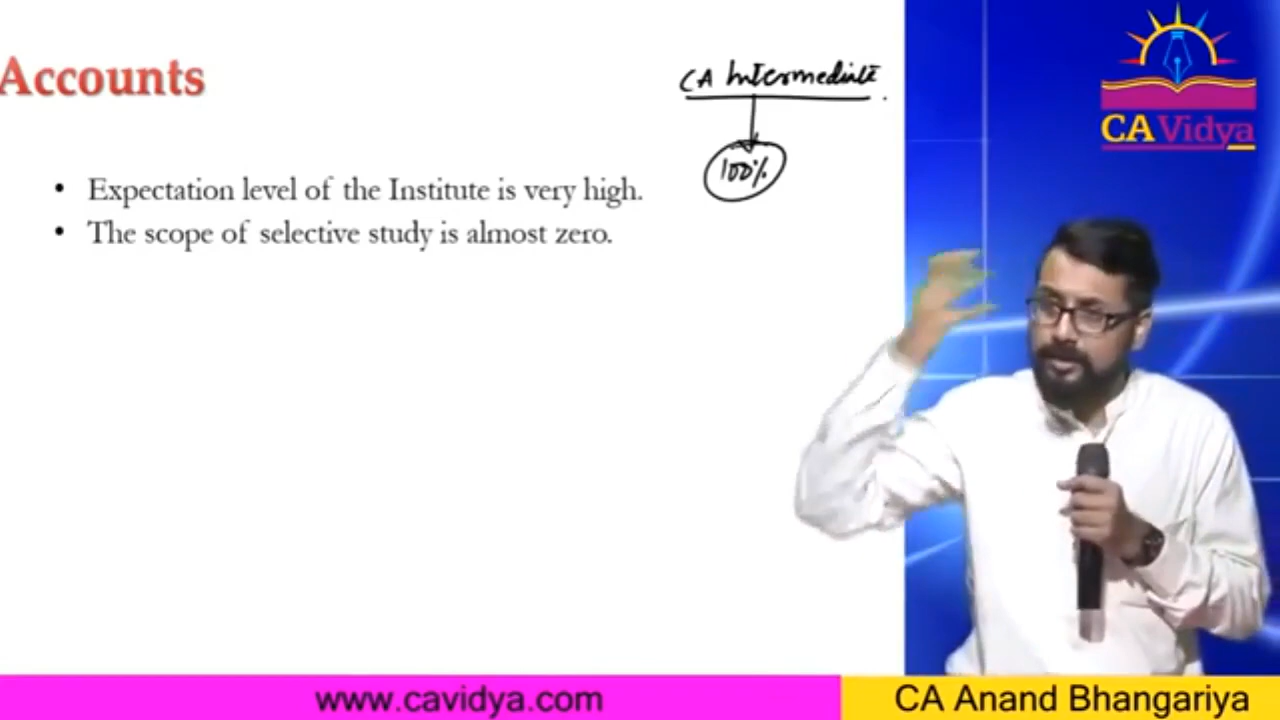 Accounts
CA Intermediate
100%
• Expectation level of the Institute is very high.
• The scope of selective study is almost zero.
CA Vidya
www.cavidya.com
CA Anand Bhangariya